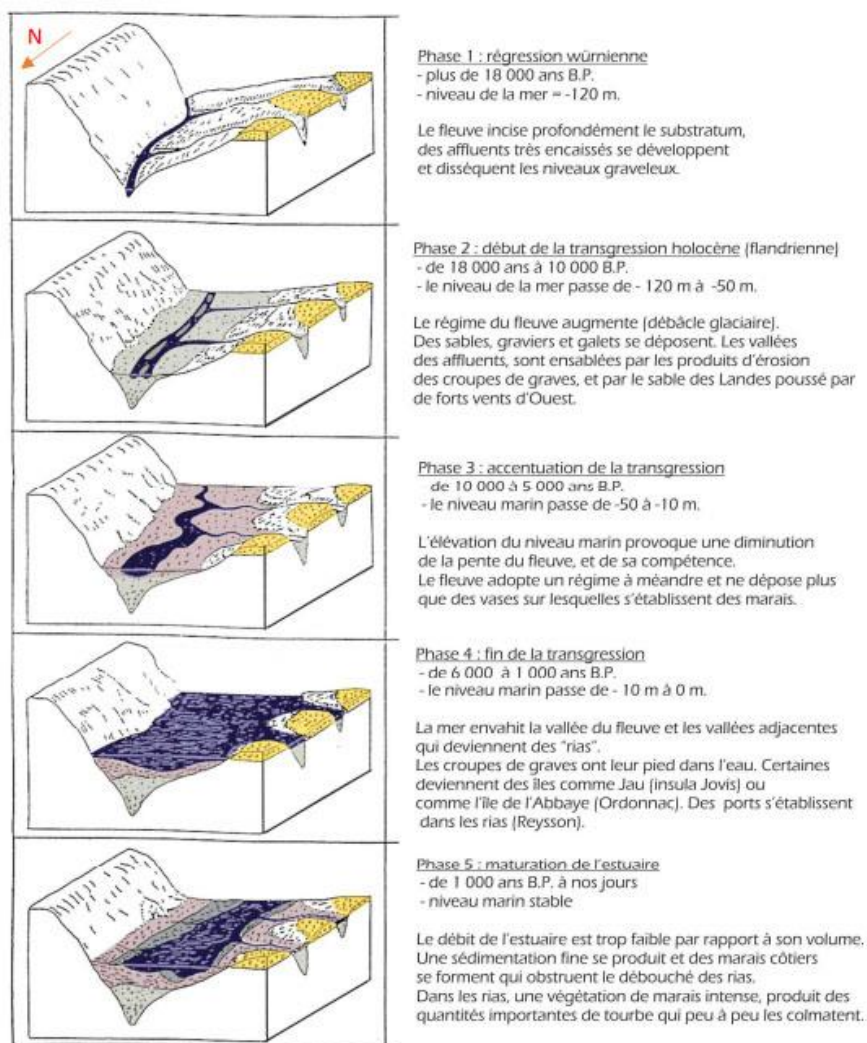 N
Phase 1 : régression würmienne
- plus de 18 000 ans B.P.
- niveau de la mer = -120 m.
Le fleuve incise profondément le substratum,
des affluents très encaissés se développent
et dissèquent les niveaux graveleux.
Phase 2 : début de la transgression holocène (flandrienne)
- de 18 000 ans à 10 000 B.P.
- le niveau de la mer passe de - 120 m à -50 m.
Le régime du fleuve augmente (débâcle glaciaire).
Des sables, graviers et galets se déposent. Les vallées
des affluents, sont ensablées par les produits d'érosion
des croupes de graves, et par le sable des Landes poussé par
de forts vents d'Ouest.
Phase 3 : accentuation de la transgression
- de 10 000 à 5 000 ans B.P.
- le niveau marin passe de -50 à -10 m.
L'élévation du niveau marin provoque une diminution
de la pente du fleuve, et de sa compétence.
Le fleuve adopte un régime à méandre et ne dépose plus
que des vases sur lesquelles s'établissent des marais.
Phase 4 : fin de la transgression
- de 6 000 à 1 000 ans B.P.
- le niveau marin passe de - 10 m à 0 m.
La mer envahit la vallée du fleuve et les vallées adjacentes
qui deviennent des "rias".
Les croupes de graves ont leur pied dans l'eau. Certaines
deviennent des îles comme Jau (insula Jovis) ou
comme l'île de l'Abbaye (Ordonnac). Des ports s'établissent
dans les rias (Reysson).
Phase 5 : maturation de l'estuaire
- de 1 000 ans B.P. à nos jours
- niveau marin stable
Le débit de l'estuaire est trop faible par rapport à son volume.
Une sédimentation fine se produit et des marais côtiers
se forment qui obstruent le débouché des rias.
Dans les rias, une végétation de marais intense, produit des
quantités importantes de tourbe qui peu à peu les colmatent.